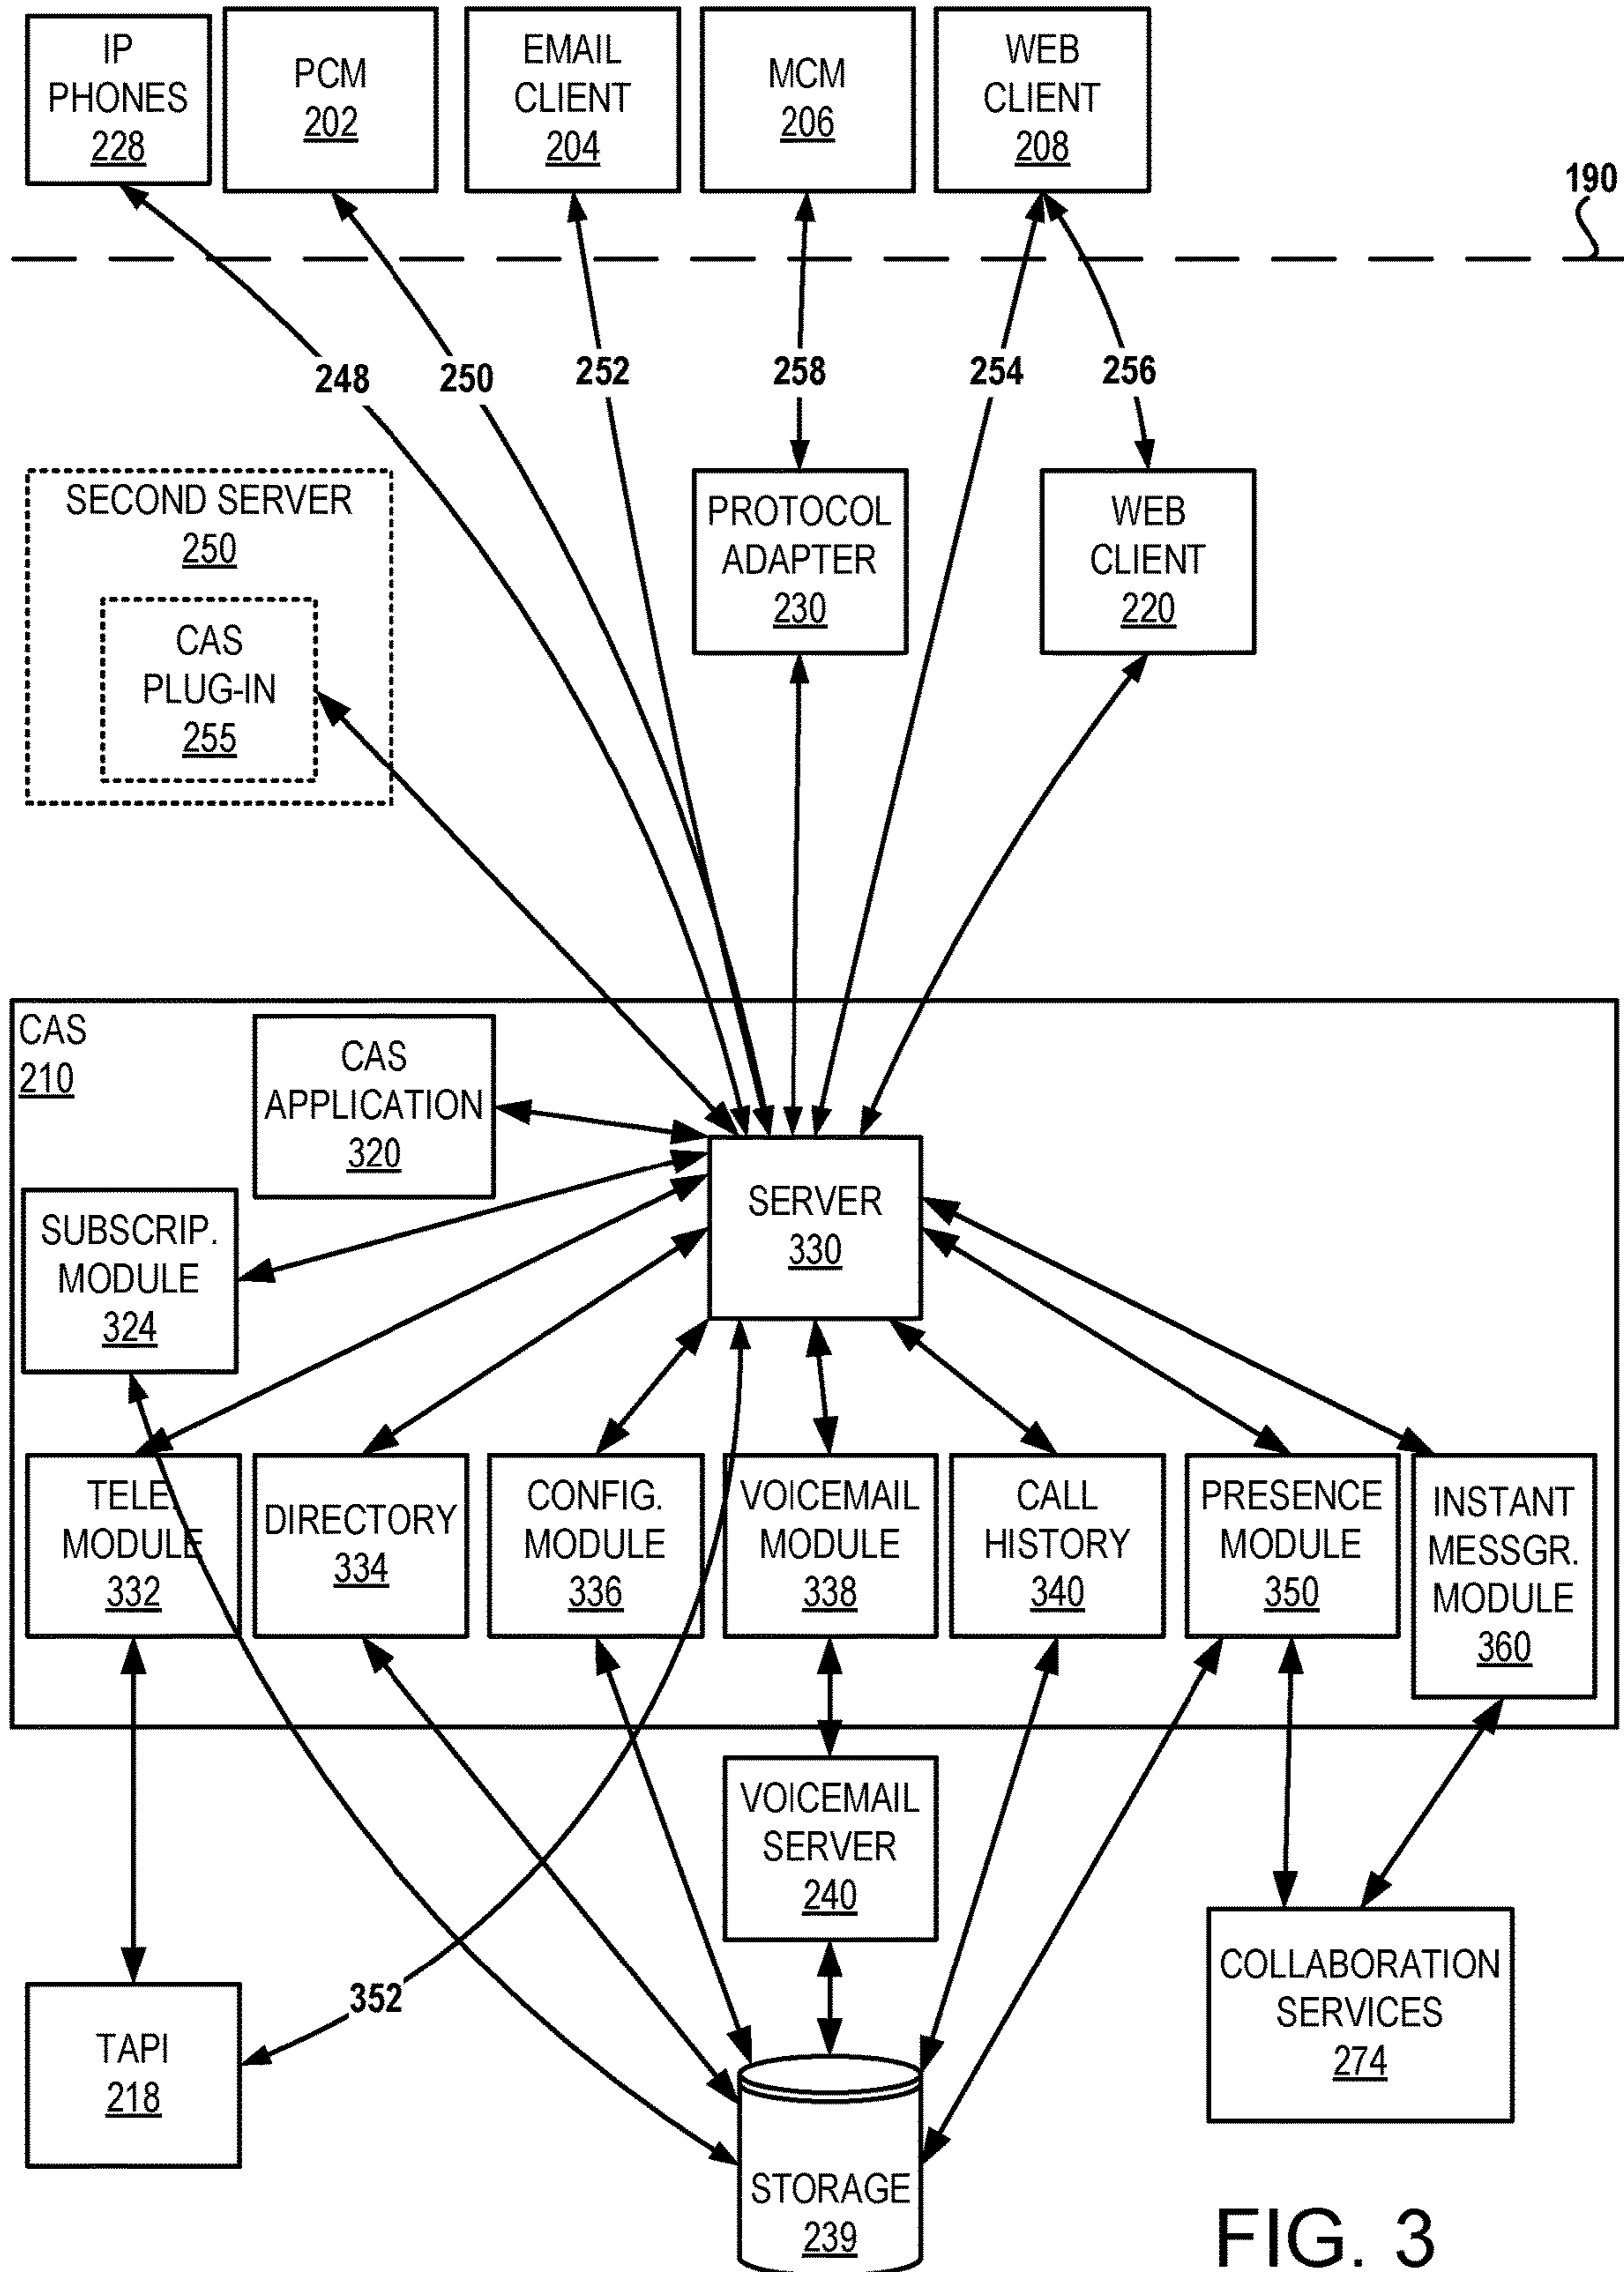 IP
PHONES
228
PCM
202
EMAIL
CLIENT
204
MCM
206
WEB
CLIENT
208
190
248
250
252
258
254
256
SECOND SERVER
250
CAS
PLUG-IN
255
PROTOCOL
ADAPTER
230
WEB
CLIENT
220
CAS
210
CAS
APPLICATION
320
SERVER
330
SUBSCRIP.
MODULE
324
TELE.
MODULE
332
DIRECTORY
334
CONFIG.
MODULE
336
VOICEMAIL
MODULE
338
CALL
HISTORY
340
PRESENCE
MODULE
350
INSTANT
MESSGR.
MODULE
360
VOICEMAIL
SERVER
240
COLLABORATION
SERVICES
274
352
TAPI
218
STORAGE
239
FIG. 3